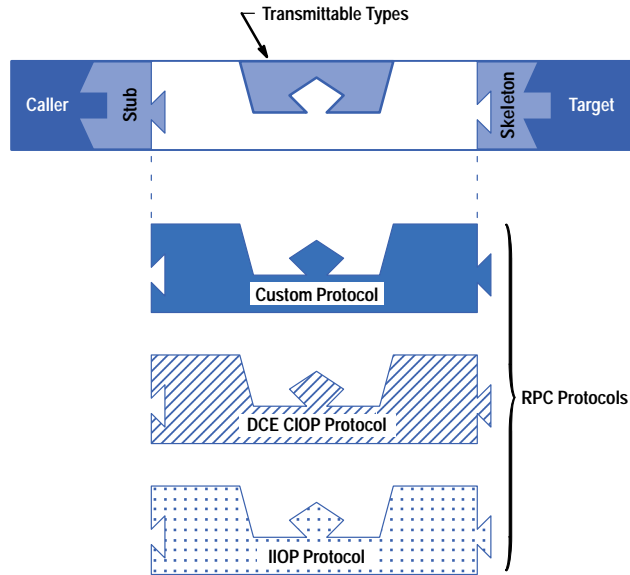 Transmittable Types
Caller
Stub
Skeleton
Target
Custom Protocol
DCE CIOP Protocol
RPC Protocols
IIOP Protocol